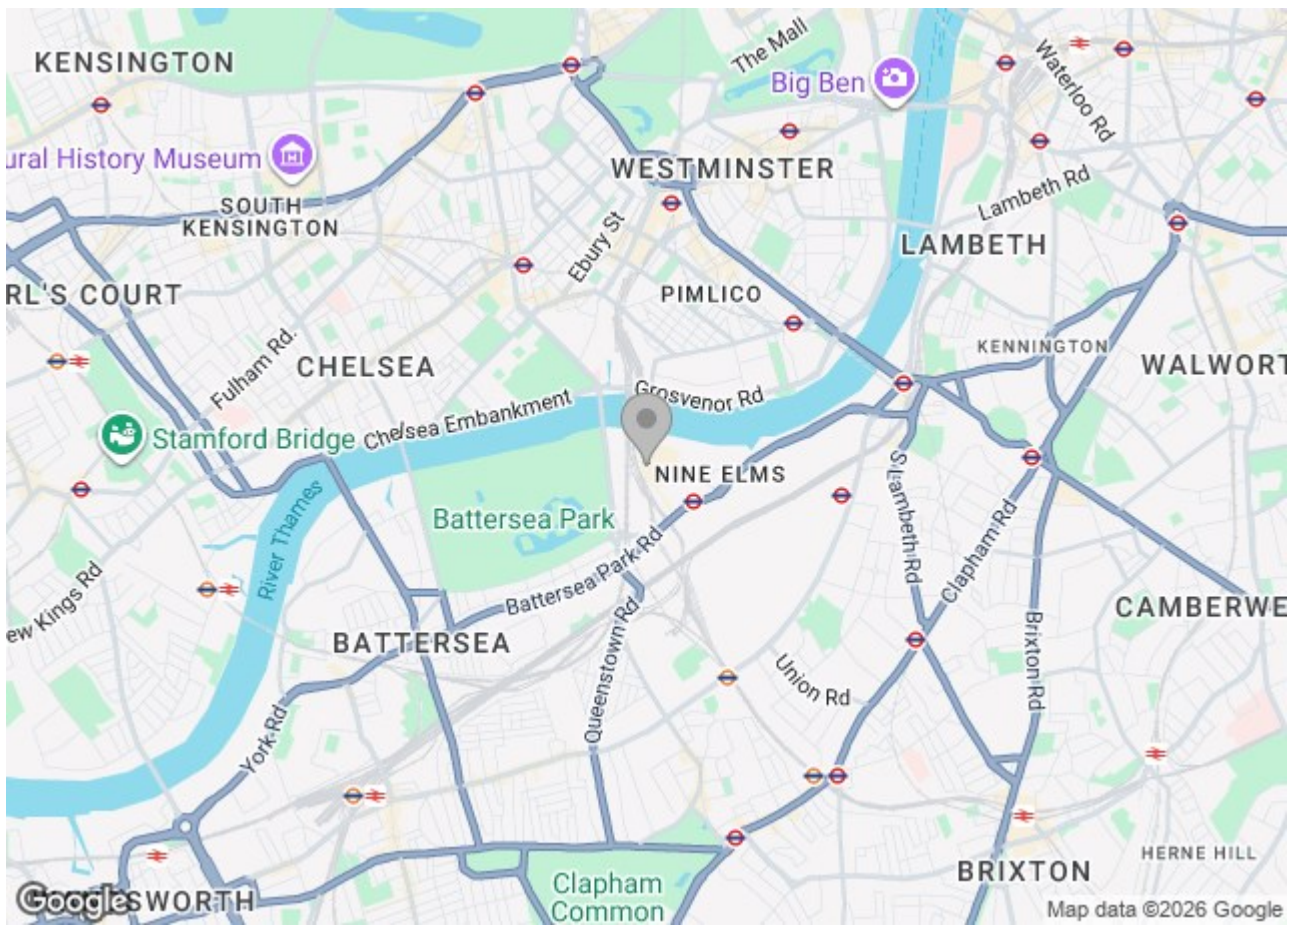 The Mall
Waterloo Rd
KENSINGTON
Big Ben
ural History Museum
WESTMINSTER
Lambeth Rd
SOUTH
KENSINGTON
Ebury St
LAMBETH
RL'S COURT
PIMLICO
Fulham Rd.
CHELSEA
KENNINGTON
WALWORT
Chelsea Embankment
Grosvenor Rd
Stamford Bridge
NINE ELMS
River Thames
Battersea Park
S Lambeth Rd
Clapham Rd
Battersea Park Rd
ew Kings Rd
BATTERSEA
Queenstown Rd
CAMBERWE
Brixton Rd
Union Rd
York Rd
HERNE HILL
BRIXTON
Clapham
Common
Google
SWORTH
Map data ©2026 Google